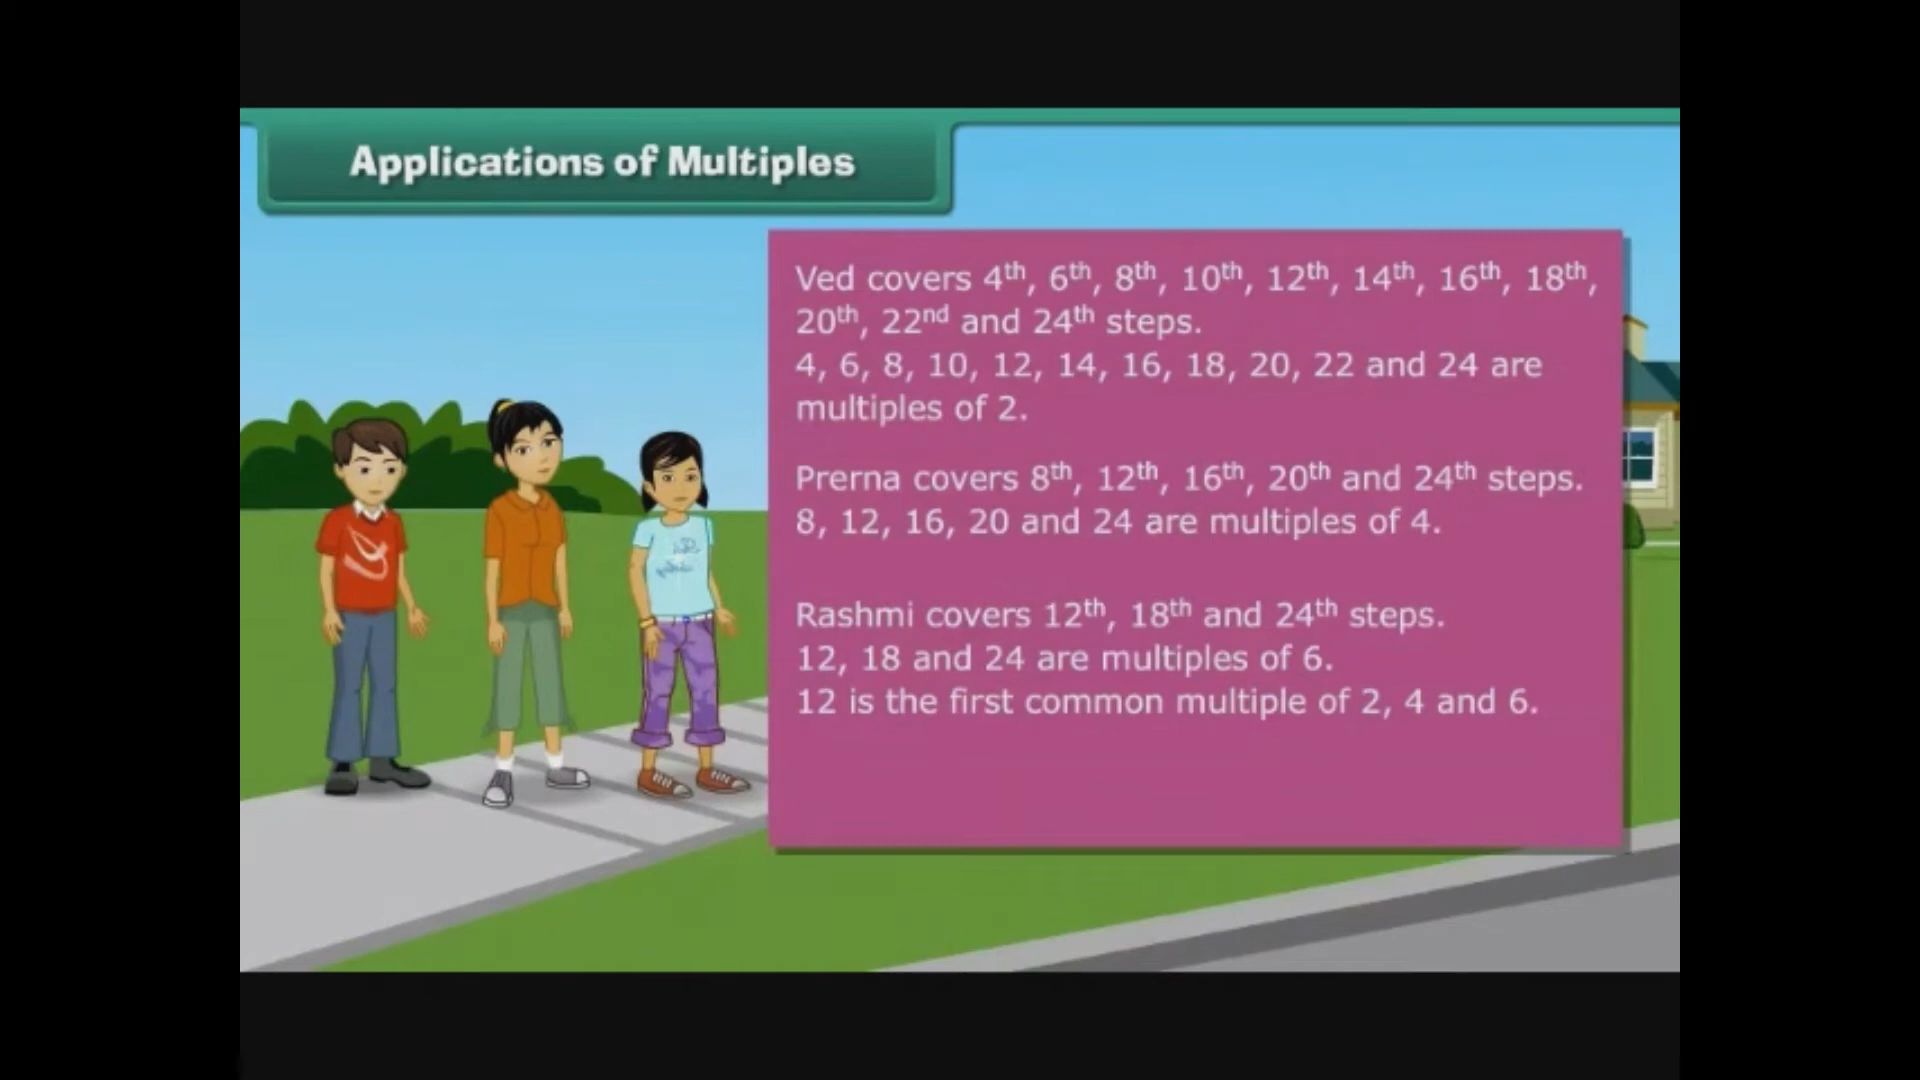 Applications of Multiples
Ved covers 4th, 6th, 8th, 10th, 12th, 14th, 16th, 18th,
20th, 22nd and 24th steps.
4, 6, 8, 10, 12, 14, 16, 18, 20, 22 and 24 are
multiples of 2.
Prerna covers 8th, 12th, 16th, 20th and 24th steps.
8, 12, 16, 20 and 24 are multiples of 4.
Rashmi covers 12th, 18th and 24th steps.
12, 18 and 24 are multiples of 6.
12 is the first common multiple of 2, 4 and 6.